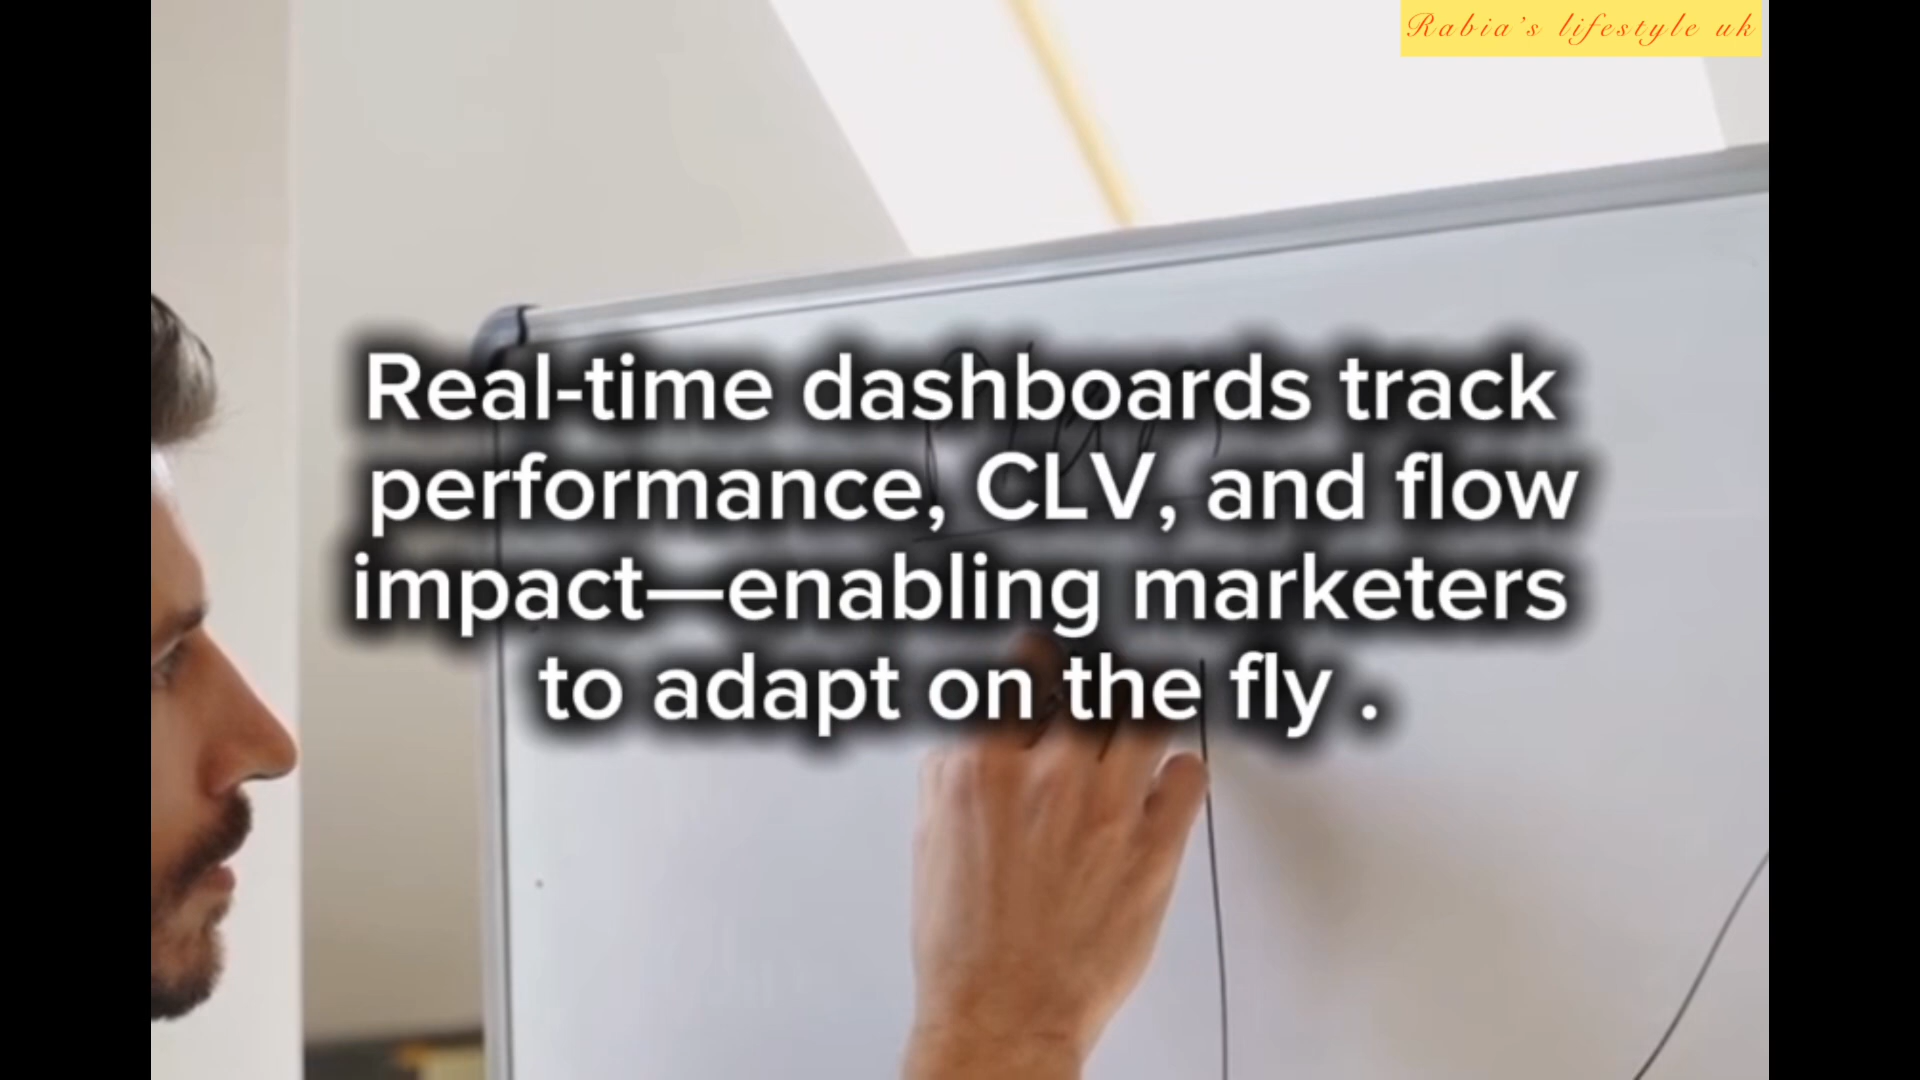 Rabia's lifestyle uk
Real-time dashboards track
performance, CLV, and flow
impact—enabling marketers
to adapt on the fly .